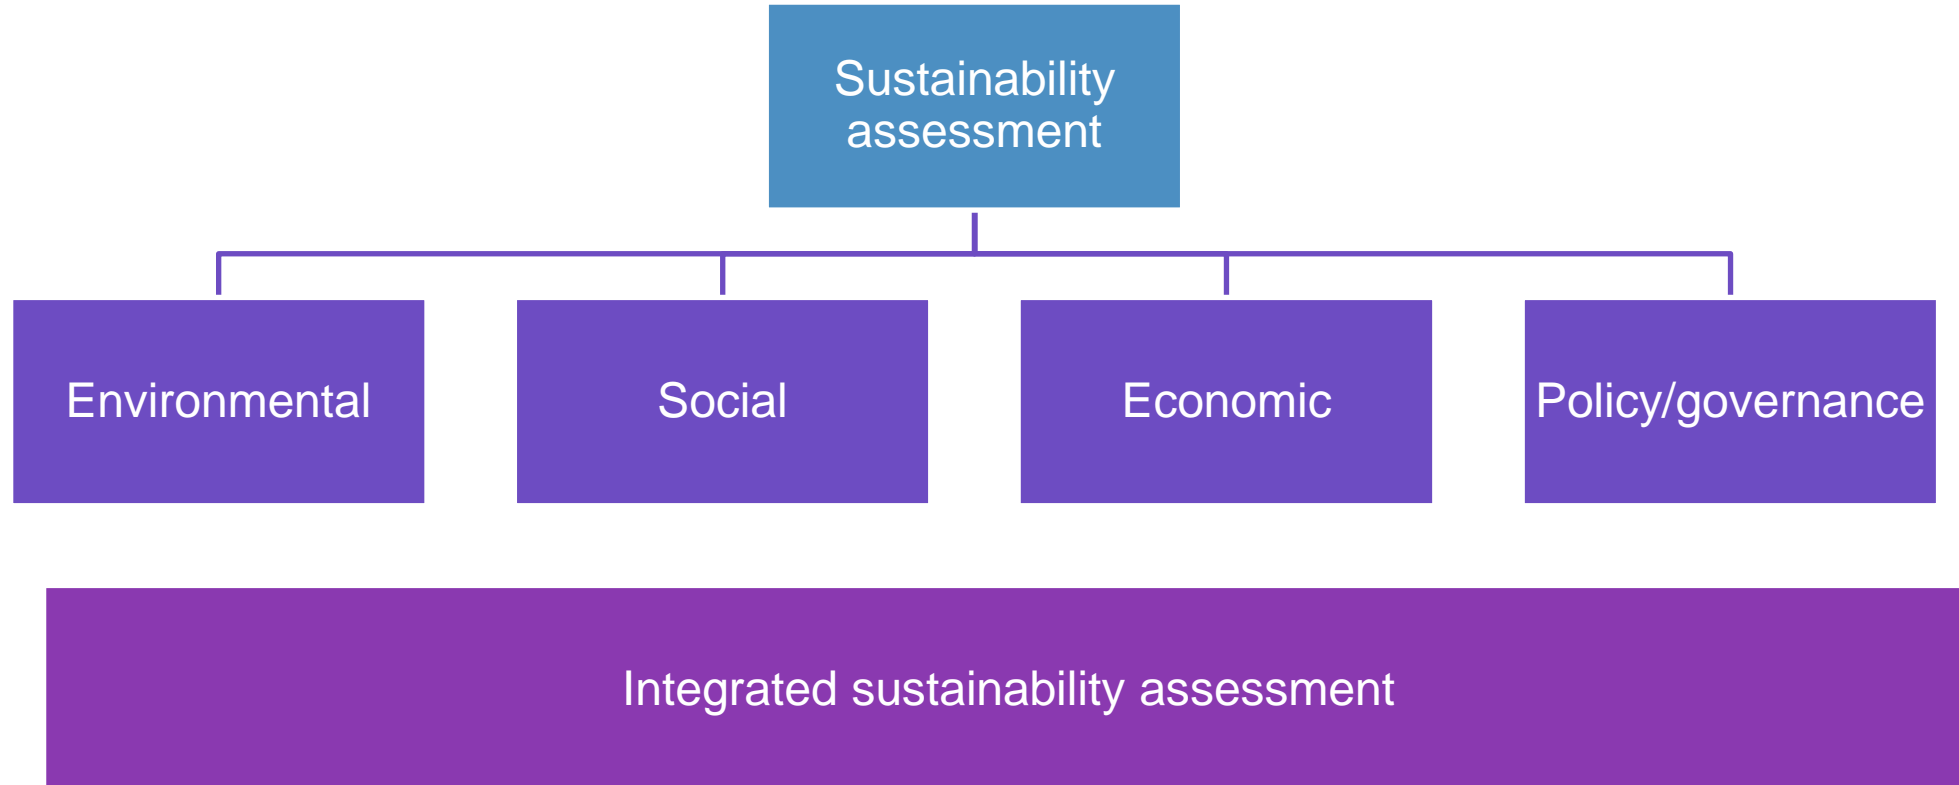 Sustainability
assessment
Environmental
Social
Economic
Policy/governance
Integrated sustainability assessment